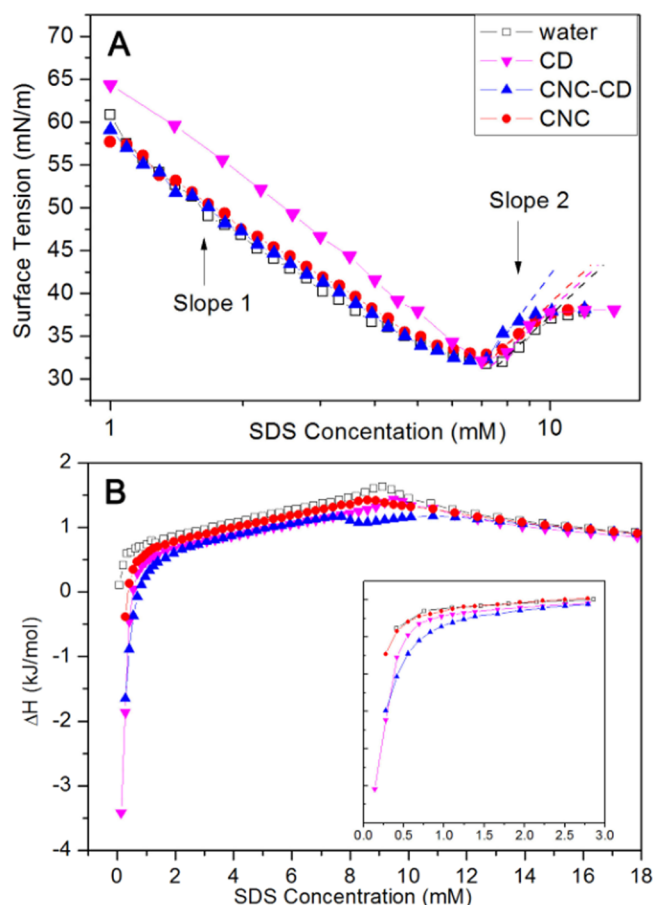 A
water
CD
CNC-CD
CNC
70
65
60
55
50
45
40
35
30
Surface Tension (mN/m)
Slope 1
Slope 2
1
10
SDS Concentation (mM)
B
2
1
0
-1
-2
-3
-4
ΔH (kJ/mol)
0.0 0.5 1.0 1.5 2.0 2.5 3.0
0 2 4 6 8 10 12 14 16 18
SDS Concentration (mM)